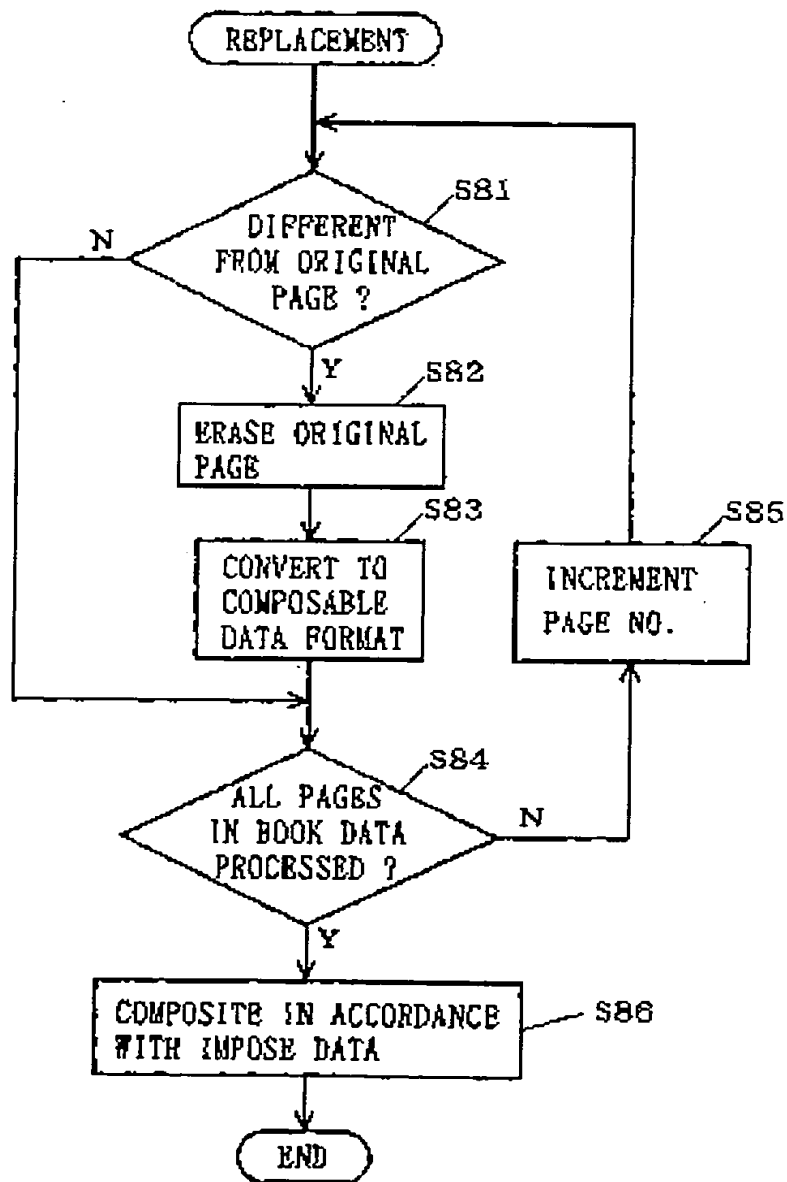 REPLACEMENT
S81
DIFFERENT
FROM ORIGINAL
PAGE ?
N
Y
S82
ERASE ORIGINAL
PAGE
S83
CONVERT TO
COMPOSABLE
DATA FORMAT
S85
INCREMENT
PAGE NO.
S84
ALL PAGES
IN BOOK DATA
PROCESSED ?
N
Y
S86
COMPOSITE IN ACCORDANCE
WITH IMPOSE DATA
END